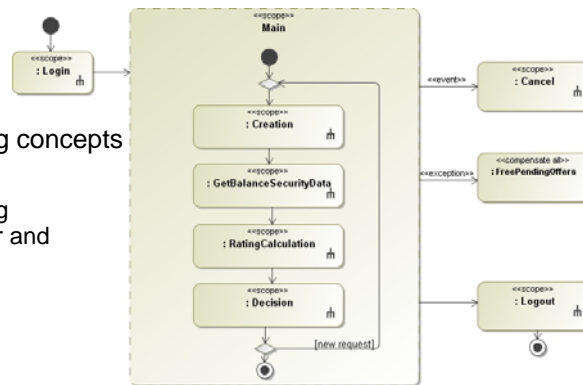 <<scope>>
Main
<<scope>>
: Login
<<event>>
<<scope>>
: Cancel
<<scope>>
: Creation
g concepts
<<exception>>
<<compensate all>>
: FreePendingOffers
<<scope>>
: GetBalanceSecurityData
g
r and
<<scope>>
: RatingCalculation
<<scope>>
: Decision
<<scope>>
: Logout
[new request]